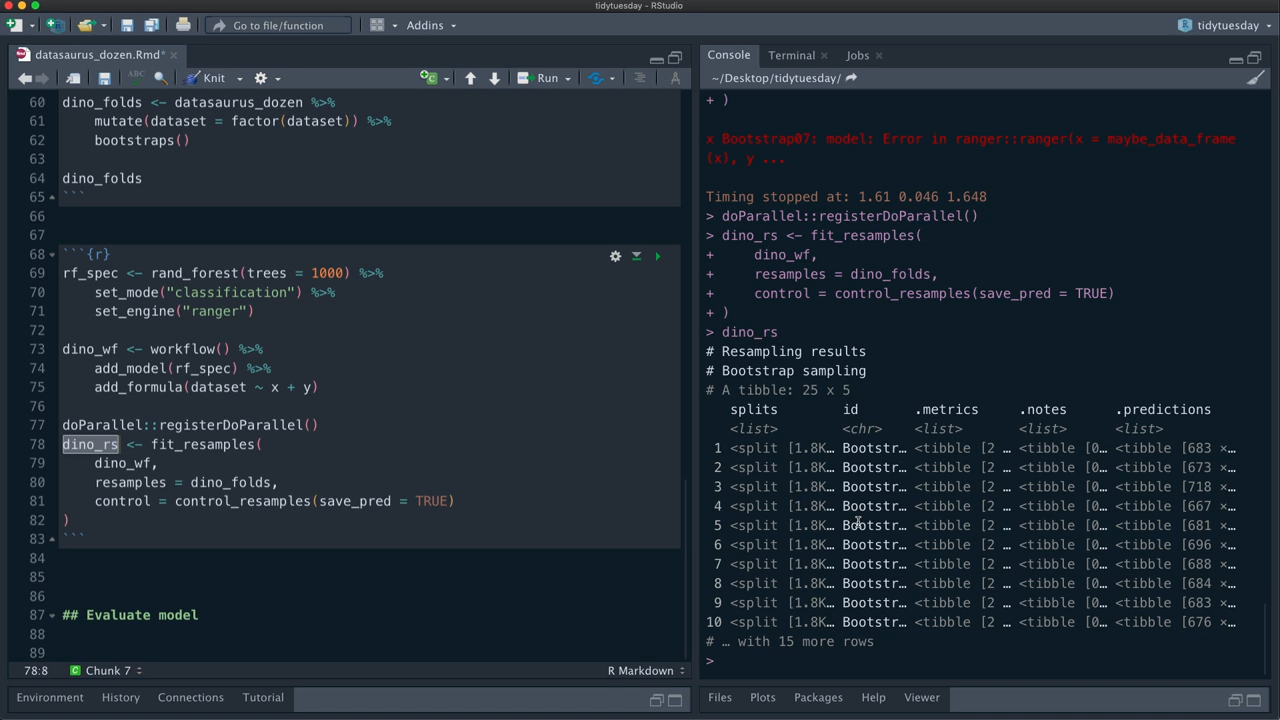 tidytuesday - RStudio
Go to file/function
Addins
tidytuesday
datasaurus_dozen.Rmd*
ABC
Knit
Run
60 dino_folds <- datasaurus_dozen %>%
61 mutate(dataset = factor(dataset)) %>%
62 bootstraps()
63
64 dino_folds
65 ```
66
67
68 ```{r}
69 rf_spec <- rand_forest(trees = 1000) %>%
70 set_mode("classification") %>%
71 set_engine("ranger")
72
73 dino_wf <- workflow() %>%
74 add_model(rf_spec) %>%
75 add_formula(dataset ~ x + y)
76
77 doParallel::registerDoParallel()
78 dino_rs <- fit_resamples(
79 dino_wf,
80 resamples = dino_folds,
81 control = control_resamples(save_pred = TRUE)
82 )
83 ```
84
85
86
87 ## Evaluate model
88
89
78:8 Chunk 7 R Markdown
Environment History Connections Tutorial
Console Terminal Jobs
~/Desktop/tidytuesday/
+ )
x Bootstrap07: model: Error in ranger::ranger(x = maybe_data_frame
(x), y ...
Timing stopped at: 1.61 0.046 1.648
> doParallel::registerDoParallel()
> dino_rs <- fit_resamples(
+ dino_wf,
+ resamples = dino_folds,
+ control = control_resamples(save_pred = TRUE)
+ )
> dino_rs
# Resampling results
# Bootstrap sampling
# A tibble: 25 x 5
splits id .metrics .notes .predictions
<list> <chr> <list> <list> <list>
1 <split [1.8K… Bootstr… <tibble [2 … <tibble [0… <tibble [683 ×…
2 <split [1.8K… Bootstr… <tibble [2 … <tibble [0… <tibble [673 ×…
3 <split [1.8K… Bootstr… <tibble [2 … <tibble [0… <tibble [718 ×…
4 <split [1.8K… Bootstr… <tibble [2 … <tibble [0… <tibble [667 ×…
5 <split [1.8K… Bootstr… <tibble [2 … <tibble [0… <tibble [681 ×…
6 <split [1.8K… Bootstr… <tibble [2 … <tibble [0… <tibble [696 ×…
7 <split [1.8K… Bootstr… <tibble [2 … <tibble [0… <tibble [688 ×…
8 <split [1.8K… Bootstr… <tibble [2 … <tibble [0… <tibble [684 ×…
9 <split [1.8K… Bootstr… <tibble [2 … <tibble [0… <tibble [683 ×…
10 <split [1.8K… Bootstr… <tibble [2 … <tibble [0… <tibble [676 ×…
# … with 15 more rows
>
Files Plots Packages Help Viewer